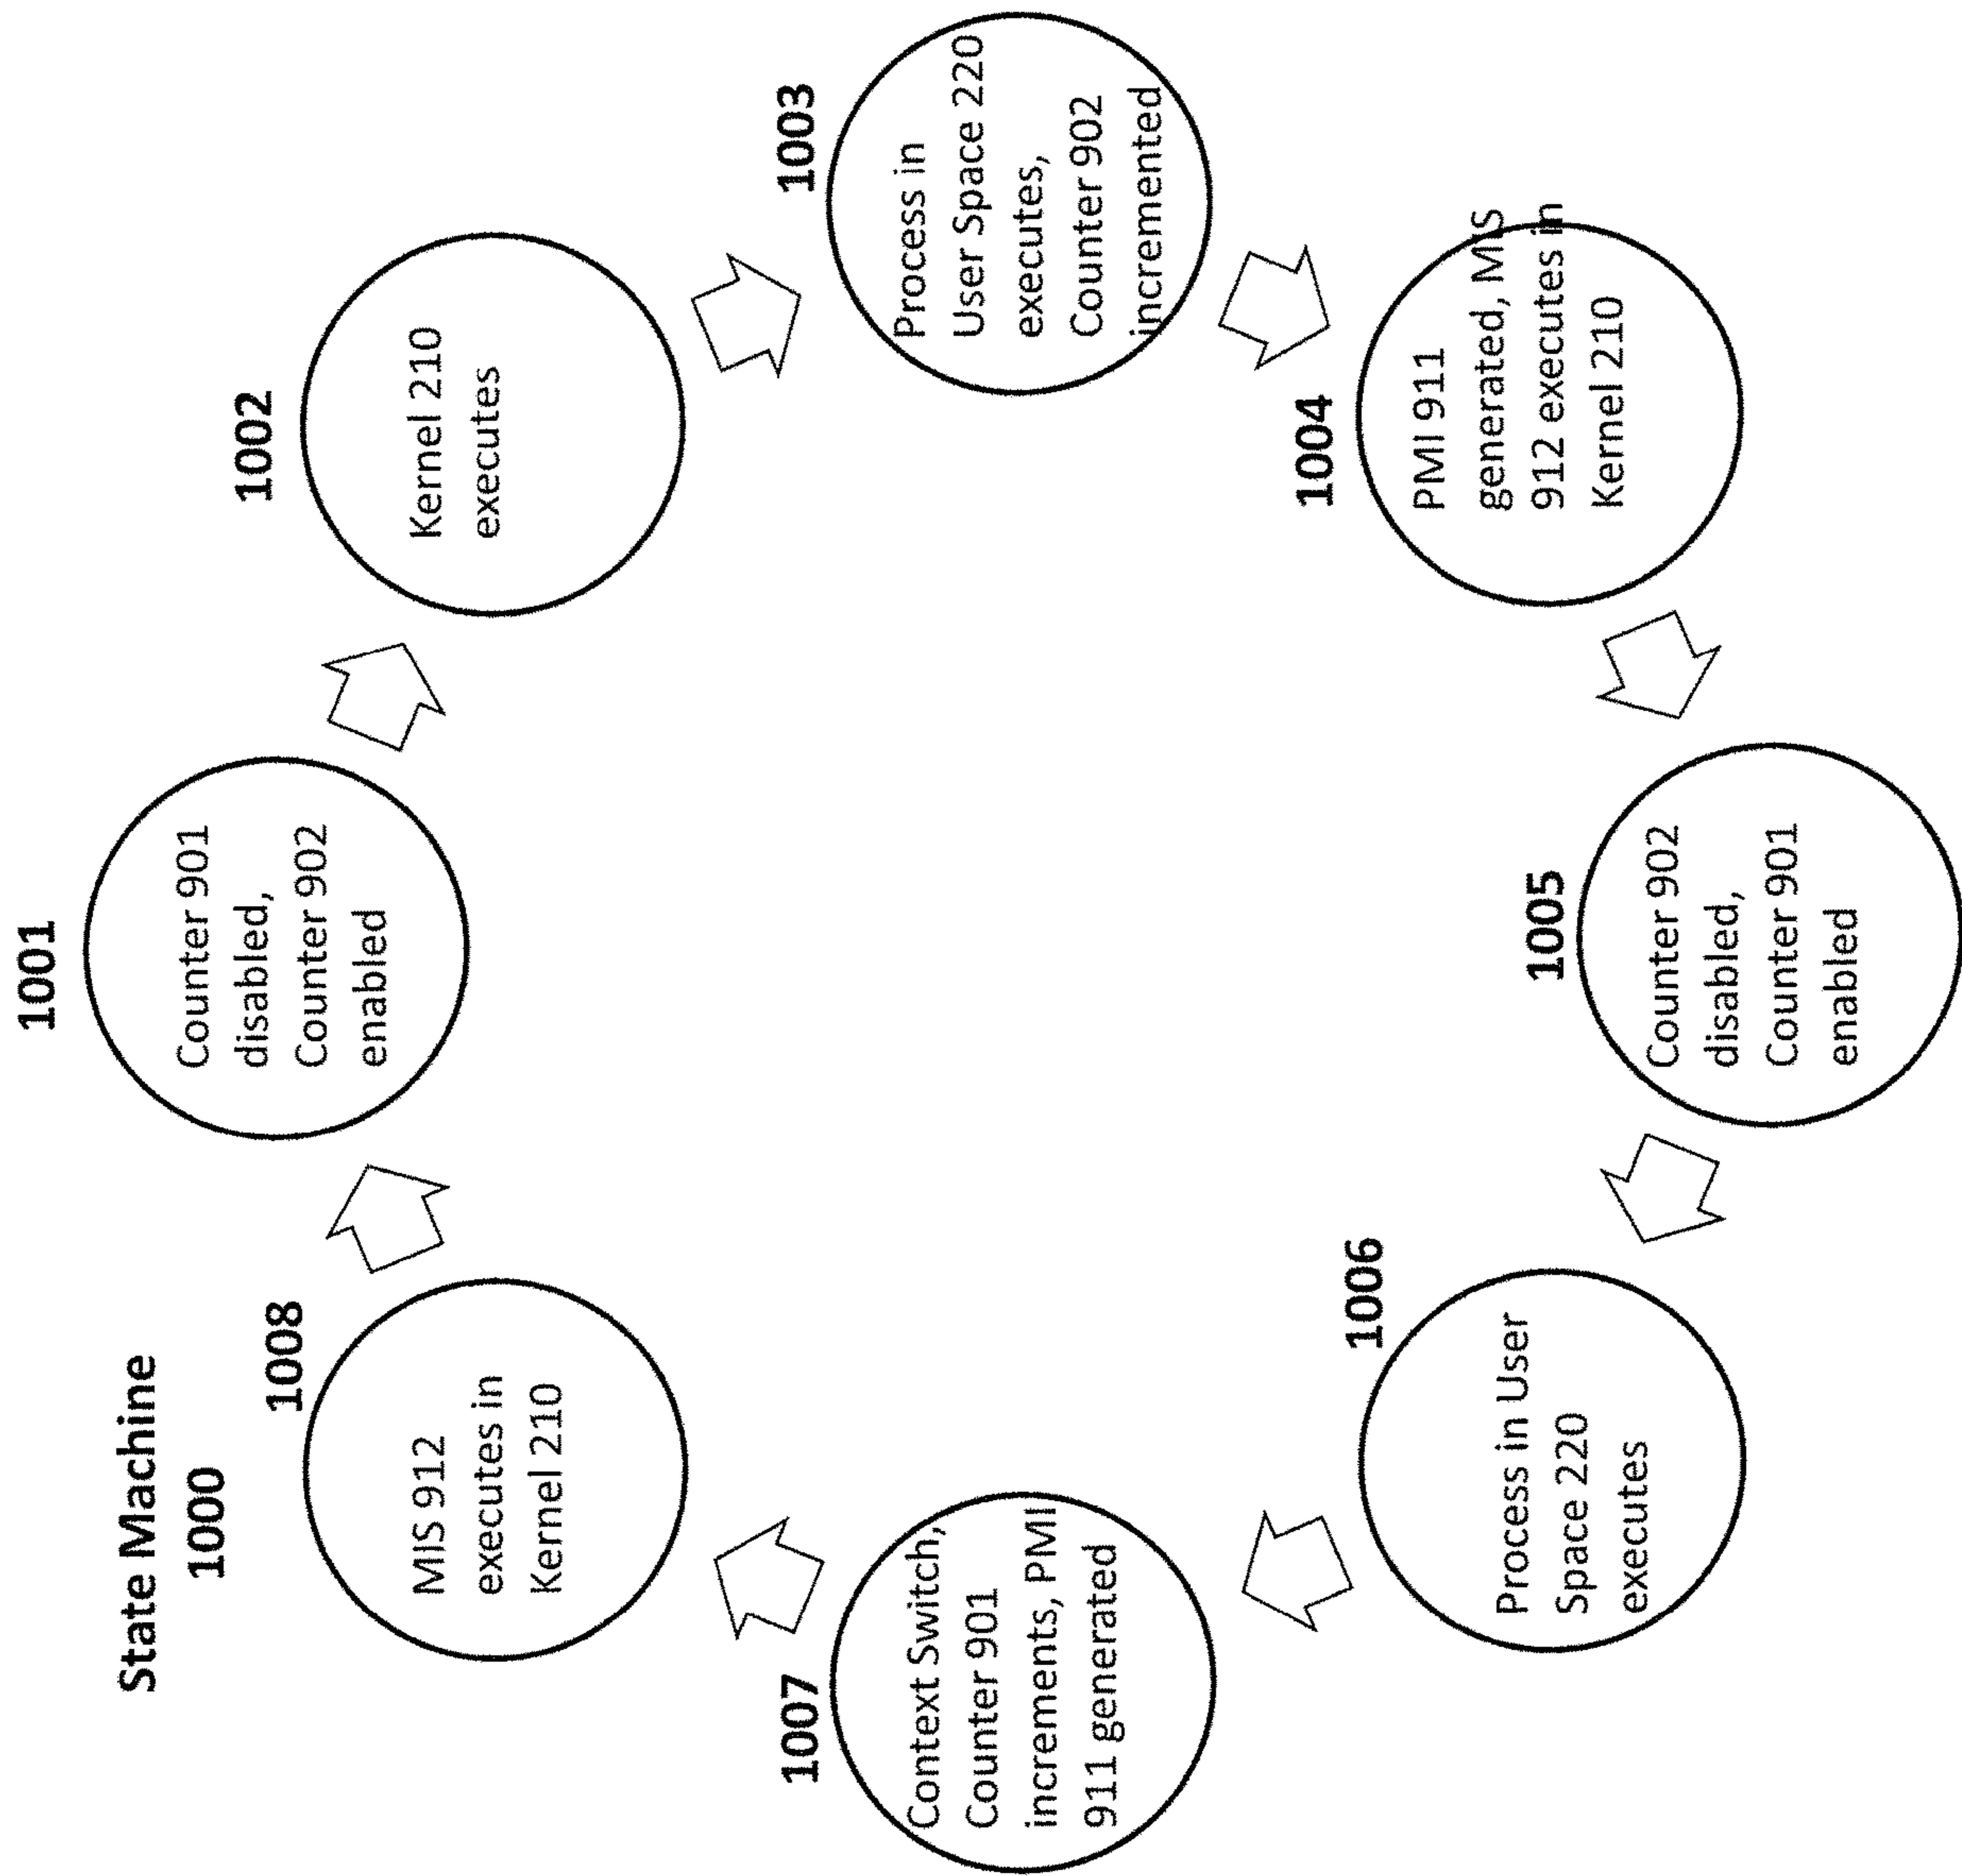 State Machine
1000
1001
Counter 901
disabled,
Counter 902
enabled
1002
Kernel 210
executes
1003
Process in
User Space 220
executes,
Counter 902
incremented
1004
PMI 911
generated, MIS
912 executes in
Kernel 210
1005
Counter 902
disabled,
Counter 901
enabled
1006
Process in User
Space 220
executes
1007
Context Switch,
Counter 901
increments, PMI
911 generated
1008
MIS 912
executes in
Kernel 210